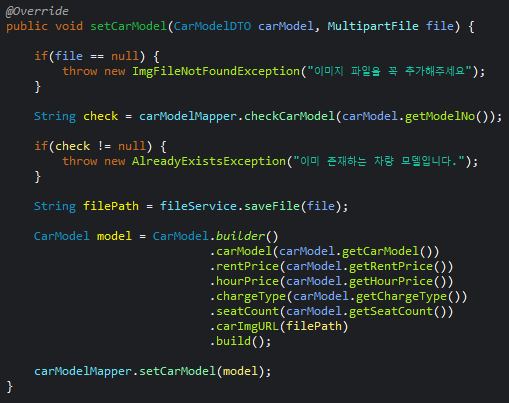 @Override
public void setCarModel(CarModelDTO carModel, MultipartFile file) {
if(file == null) {
throw new ImgFileNotFoundException("이미지 파일을 꼭 추가해주세요");
}
String check = carModelMapper.checkCarModel(carModel.getModelNo());
if(check != null) {
throw new AlreadyExistsException("이미 존재하는 차량 모델입니다.");
}
String filePath = fileService.saveFile(file);
CarModel model = CarModel.builder()
.carModel(carModel.getCarModel())
.rentPrice(carModel.getRentPrice())
.hourPrice(carModel.getHourPrice())
.chargeType(carModel.getChargeType())
.seatCount(carModel.getSeatCount())
.carImgURL(filePath)
.build();
carModelMapper.setCarModel(model);
}